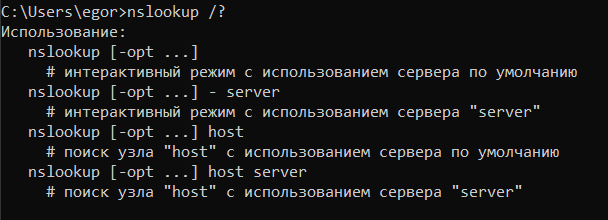 C:\Users\egor>nslookup /?
Использование:
nslookup [-opt ...]
# интерактивный режим с использованием сервера по умолчанию
nslookup [-opt ...] - server
# интерактивный режим с использованием сервера "server"
nslookup [-opt ...] host
# поиск узла "host" с использованием сервера по умолчанию
nslookup [-opt ...] host server
# поиск узла "host" с использованием сервера "server"